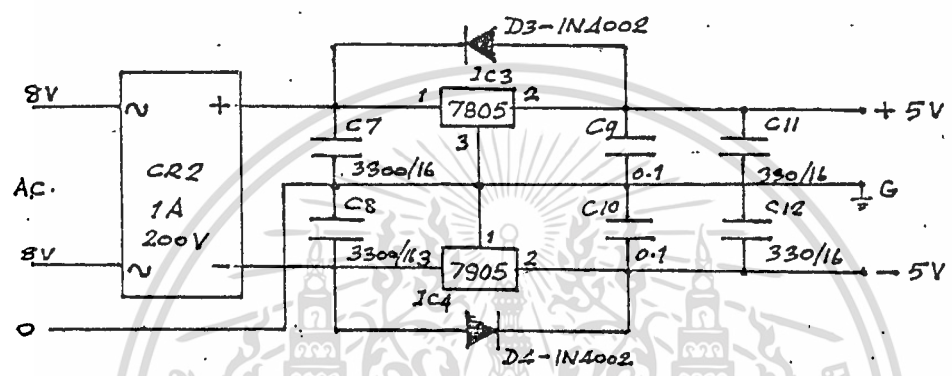 D3-1N4002
IC3
8V
~
+
1
7805
2
+ 5V
C7
3
C9
C11
CR2
3300/16
0.1
330/16
G
A.C.
1A
C8
1
C10
C12
200V
8V
~
-
3300/16
3
7905
2
0.1
330/16
- 5V
IC4
0
D4-1N4002